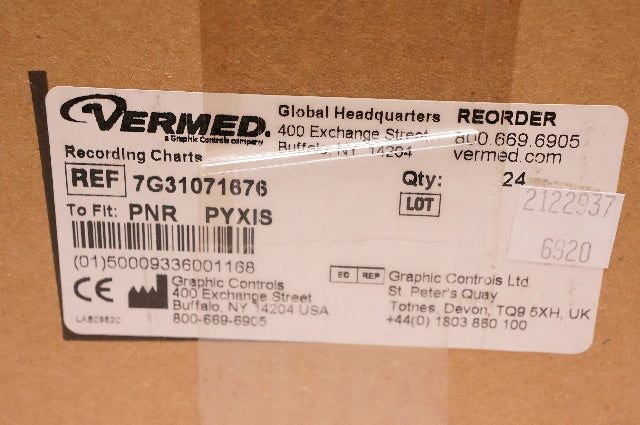 VERMED.
a Graphic Controls company
Global Headquarters
400 Exchange Street
Buffalo, NY 14204
REORDER
800.669.6905
vermed.com
Recording Charts
REF 7G31071676
Qty: 24
To Fit: PNR PYXIS
LOT
2122937
6920
(01)50009336001168
CE
Graphic Controls
400 Exchange Street
Buffalo, NY 14204 USA
800-669-6905
EC REP
Graphic Controls Ltd.
St. Peter's Quay
Totnes, Devon, TQ9 5XH, UK
+44(0) 1803 860 100